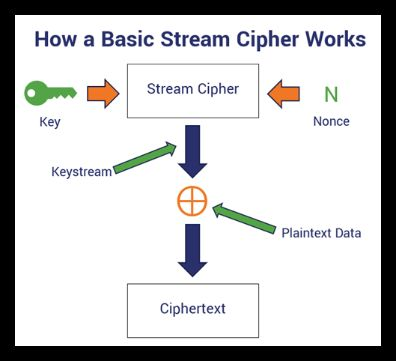 How a Basic Stream Cipher Works
Stream Cipher
Key
N
Nonce
Keystream
Plaintext Data
Ciphertext